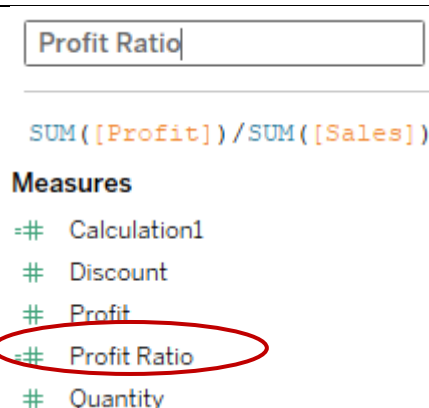 Profit Ratio
SUM([Profit])/SUM([Sales])
Measures
=# Calculation1
# Discount
# Profit
=# Profit Ratio
# Quantity